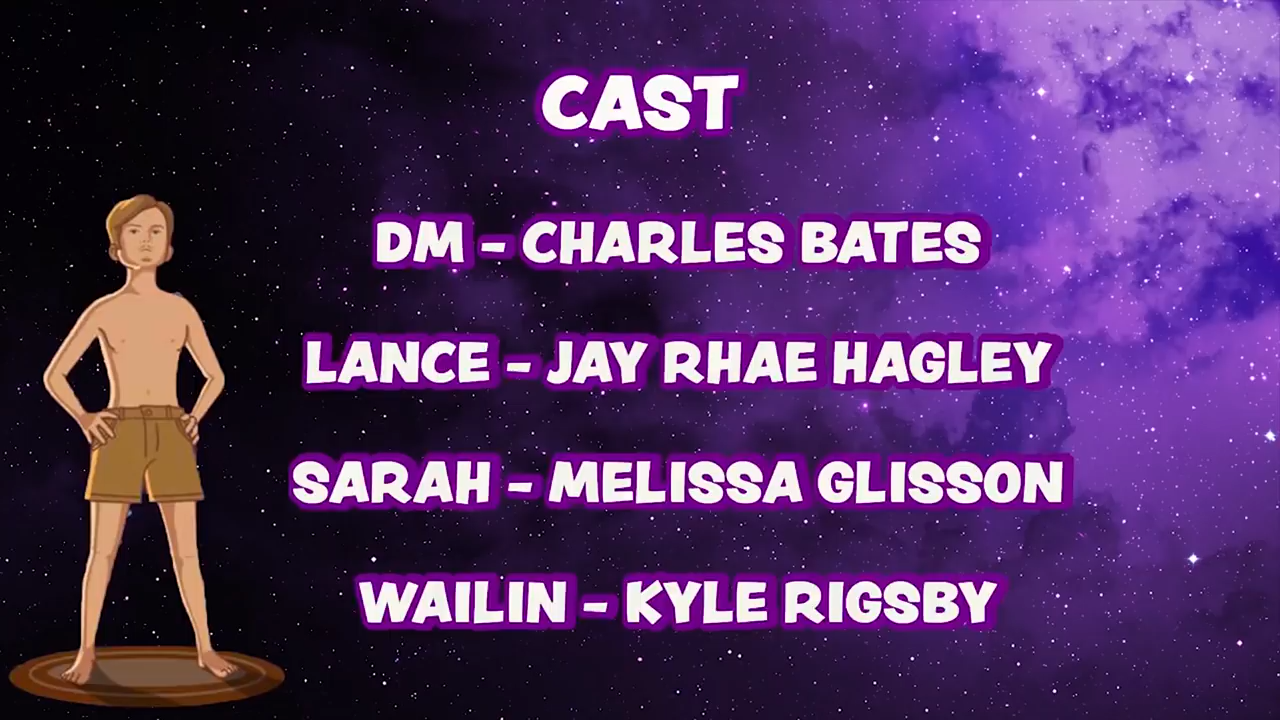 CAST
DM - CHARLES BATES
LANCE - JAY RHAE HAGLEY
SARAH - MELISSA GLISSON
WAILIN - KYLE RIGSBY